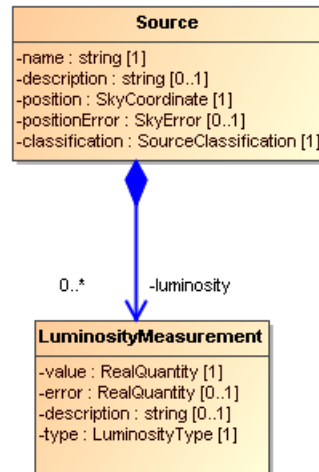 Source
-name : string [1]
-description : string [0..1]
-position : SkyCoordinate [1]
-positionError : SkyError [0..1]
-classification : SourceClassification [1]
0..* -luminosity
LuminosityMeasurement
-value : RealQuantity [1]
-error : RealQuantity [0..1]
-description : string [0..1]
-type : LuminosityType [1]